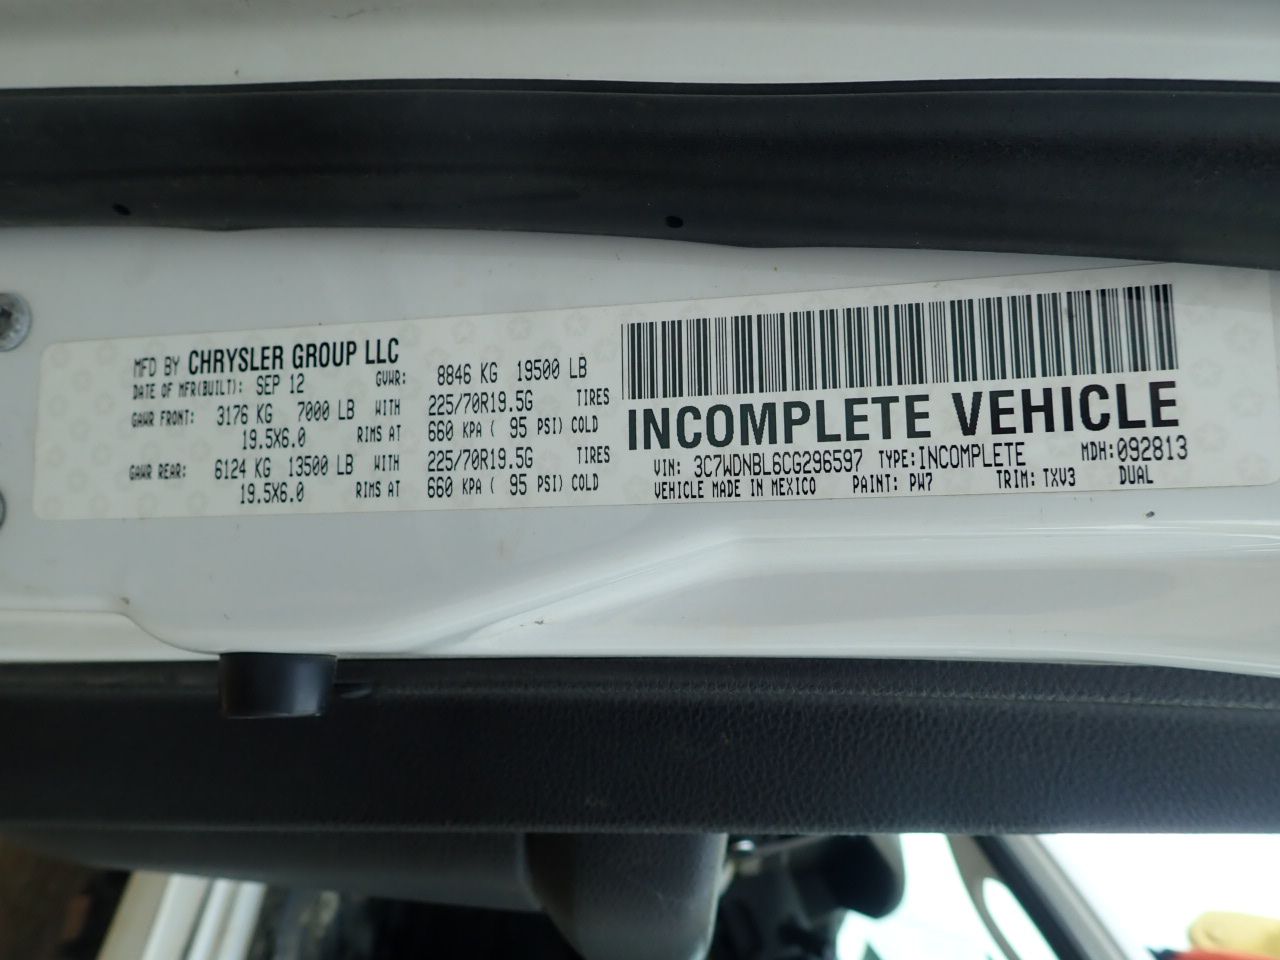 MFD BY CHRYSLER GROUP LLC
DATE OF MFR(BUILT): SEP 12 GVWR: 8846 KG 19500 LB
GAWR FRONT: 3176 KG 7000 LB WITH 225/70R19.5G TIRES
19.5X6.0 RIMS AT 660 KPA ( 95 PSI) COLD
GAWR REAR: 6124 KG 13500 LB WITH 225/70R19.5G TIRES
19.5X6.0 RIMS AT 660 KPA ( 95 PSI) COLD
INCOMPLETE VEHICLE
VIN: 3C7WDNBL6CG296597 TYPE:INCOMPLETE MDH:092813
VEHICLE MADE IN MEXICO PAINT: PW7 TRIM: TXV3 DUAL